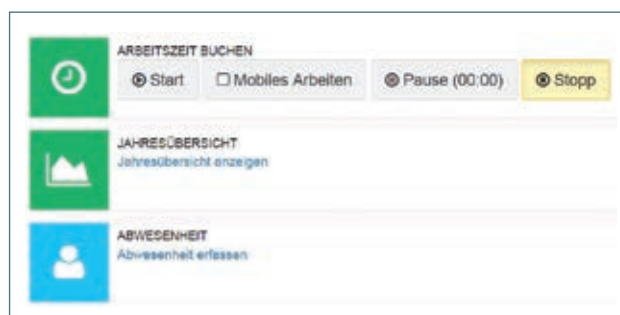 ARBEITSZEIT BUCHEN
Start Mobiles Arbeiten Pause (00:00) Stopp
JAHRESÜBERSICHT
Jahresübersicht anzeigen
ABWESENHEIT
Abwesenheit erfassen